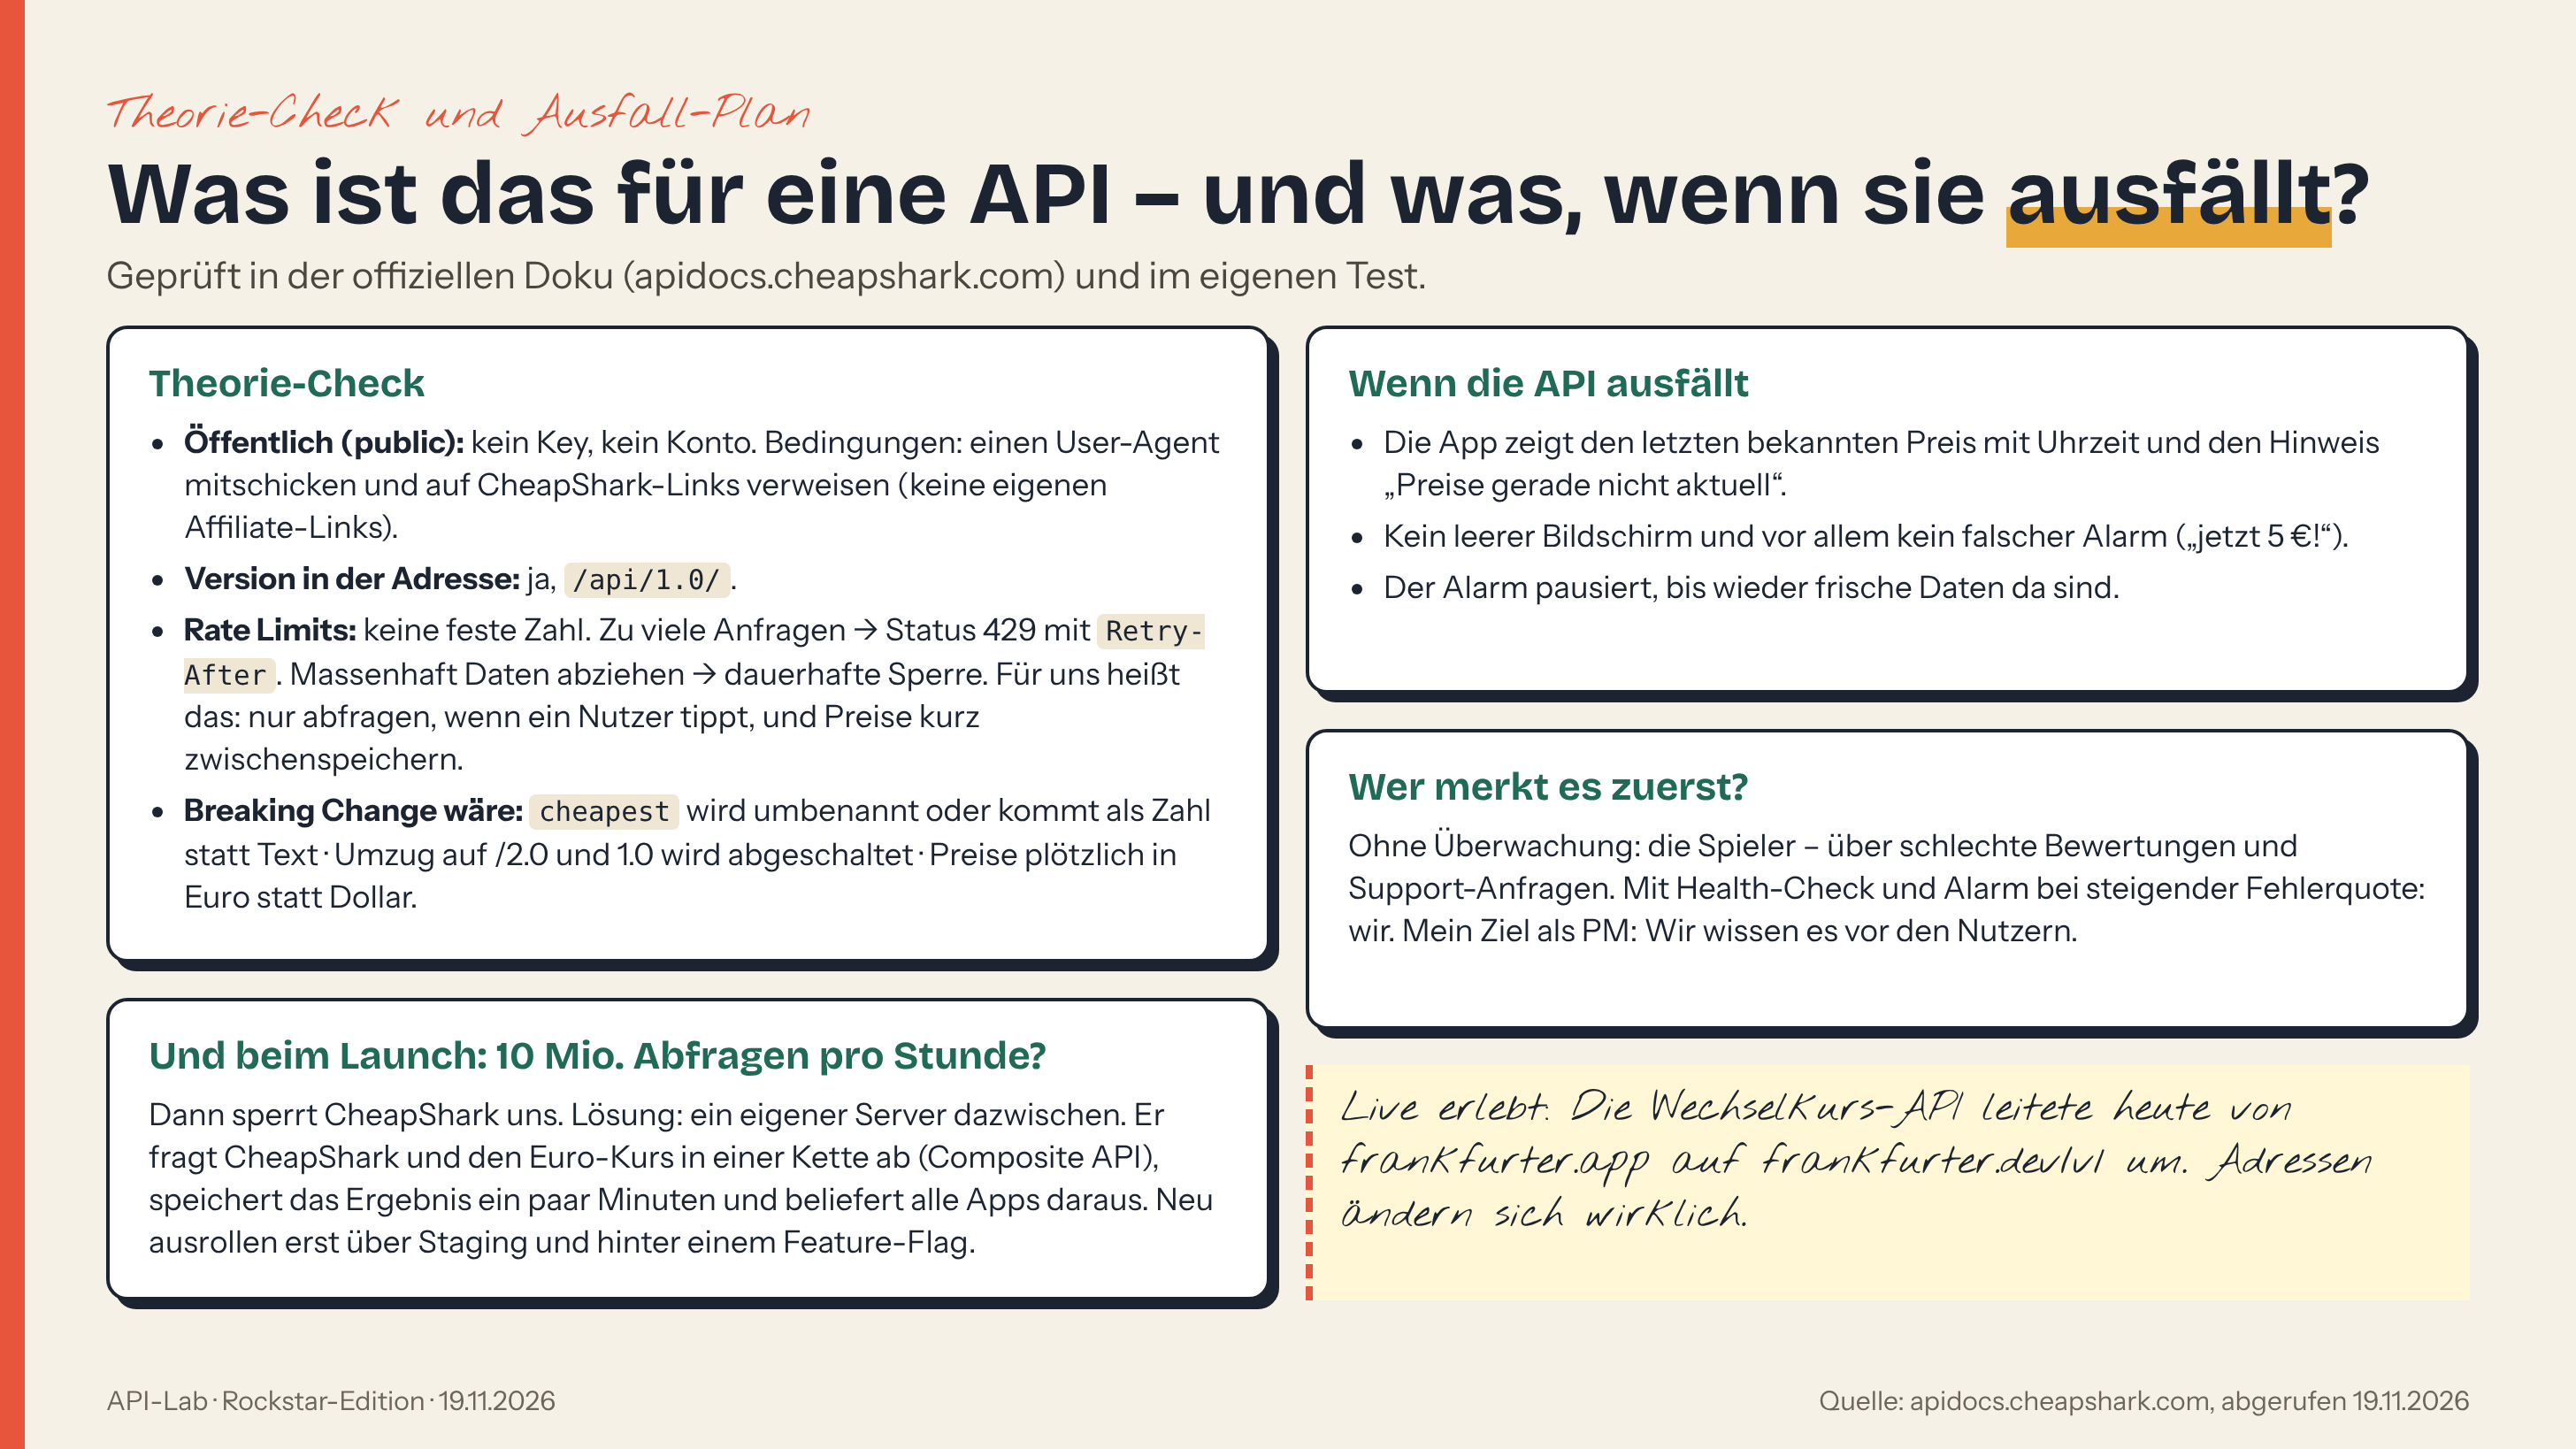 Theorie-Check und Ausfall-Plan
Was ist das für eine API – und was, wenn sie ausfällt?
Geprüft in der offiziellen Doku (apidocs.cheapshark.com) und im eigenen Test.
Theorie-Check
• Öffentlich (public): kein Key, kein Konto. Bedingungen: einen User-Agent
mitschicken und auf CheapShark-Links verweisen (keine eigenen
Affiliate-Links).
• Version in der Adresse: ja, /api/1.0/.
• Rate Limits: keine feste Zahl. Zu viele Anfragen → Status 429 mit Retry-
After. Massenhaft Daten abziehen → dauerhafte Sperre. Für uns heißt
das: nur abfragen, wenn ein Nutzer tippt, und Preise kurz
zwischenspeichern.
• Breaking Change wäre: cheapest wird umbenannt oder kommt als Zahl
statt Text · Umzug auf /2.0 und 1.0 wird abgeschaltet · Preise plötzlich in
Euro statt Dollar.
Und beim Launch: 10 Mio. Abfragen pro Stunde?
Dann sperrt CheapShark uns. Lösung: ein eigener Server dazwischen. Er
fragt CheapShark und den Euro-Kurs in einer Kette ab (Composite API),
speichert das Ergebnis ein paar Minuten und beliefert alle Apps daraus. Neu
ausrollen erst über Staging und hinter einem Feature-Flag.
Wenn die API ausfällt
• Die App zeigt den letzten bekannten Preis mit Uhrzeit und den Hinweis
„Preise gerade nicht aktuell“.
• Kein leerer Bildschirm und vor allem kein falscher Alarm („jetzt 5 €!“).
• Der Alarm pausiert, bis wieder frische Daten da sind.
Wer merkt es zuerst?
Ohne Überwachung: die Spieler – über schlechte Bewertungen und
Support-Anfragen. Mit Health-Check und Alarm bei steigender Fehlerquote:
wir. Mein Ziel als PM: Wir wissen es vor den Nutzern.
Live erlebt: Die Wechselkurs-API leitete heute von
frankfurter.app auf frankfurter.dev/v1 um. Adressen
ändern sich wirklich.
API-Lab · Rockstar-Edition · 19.11.2026
Quelle: apidocs.cheapshark.com, abgerufen 19.11.2026